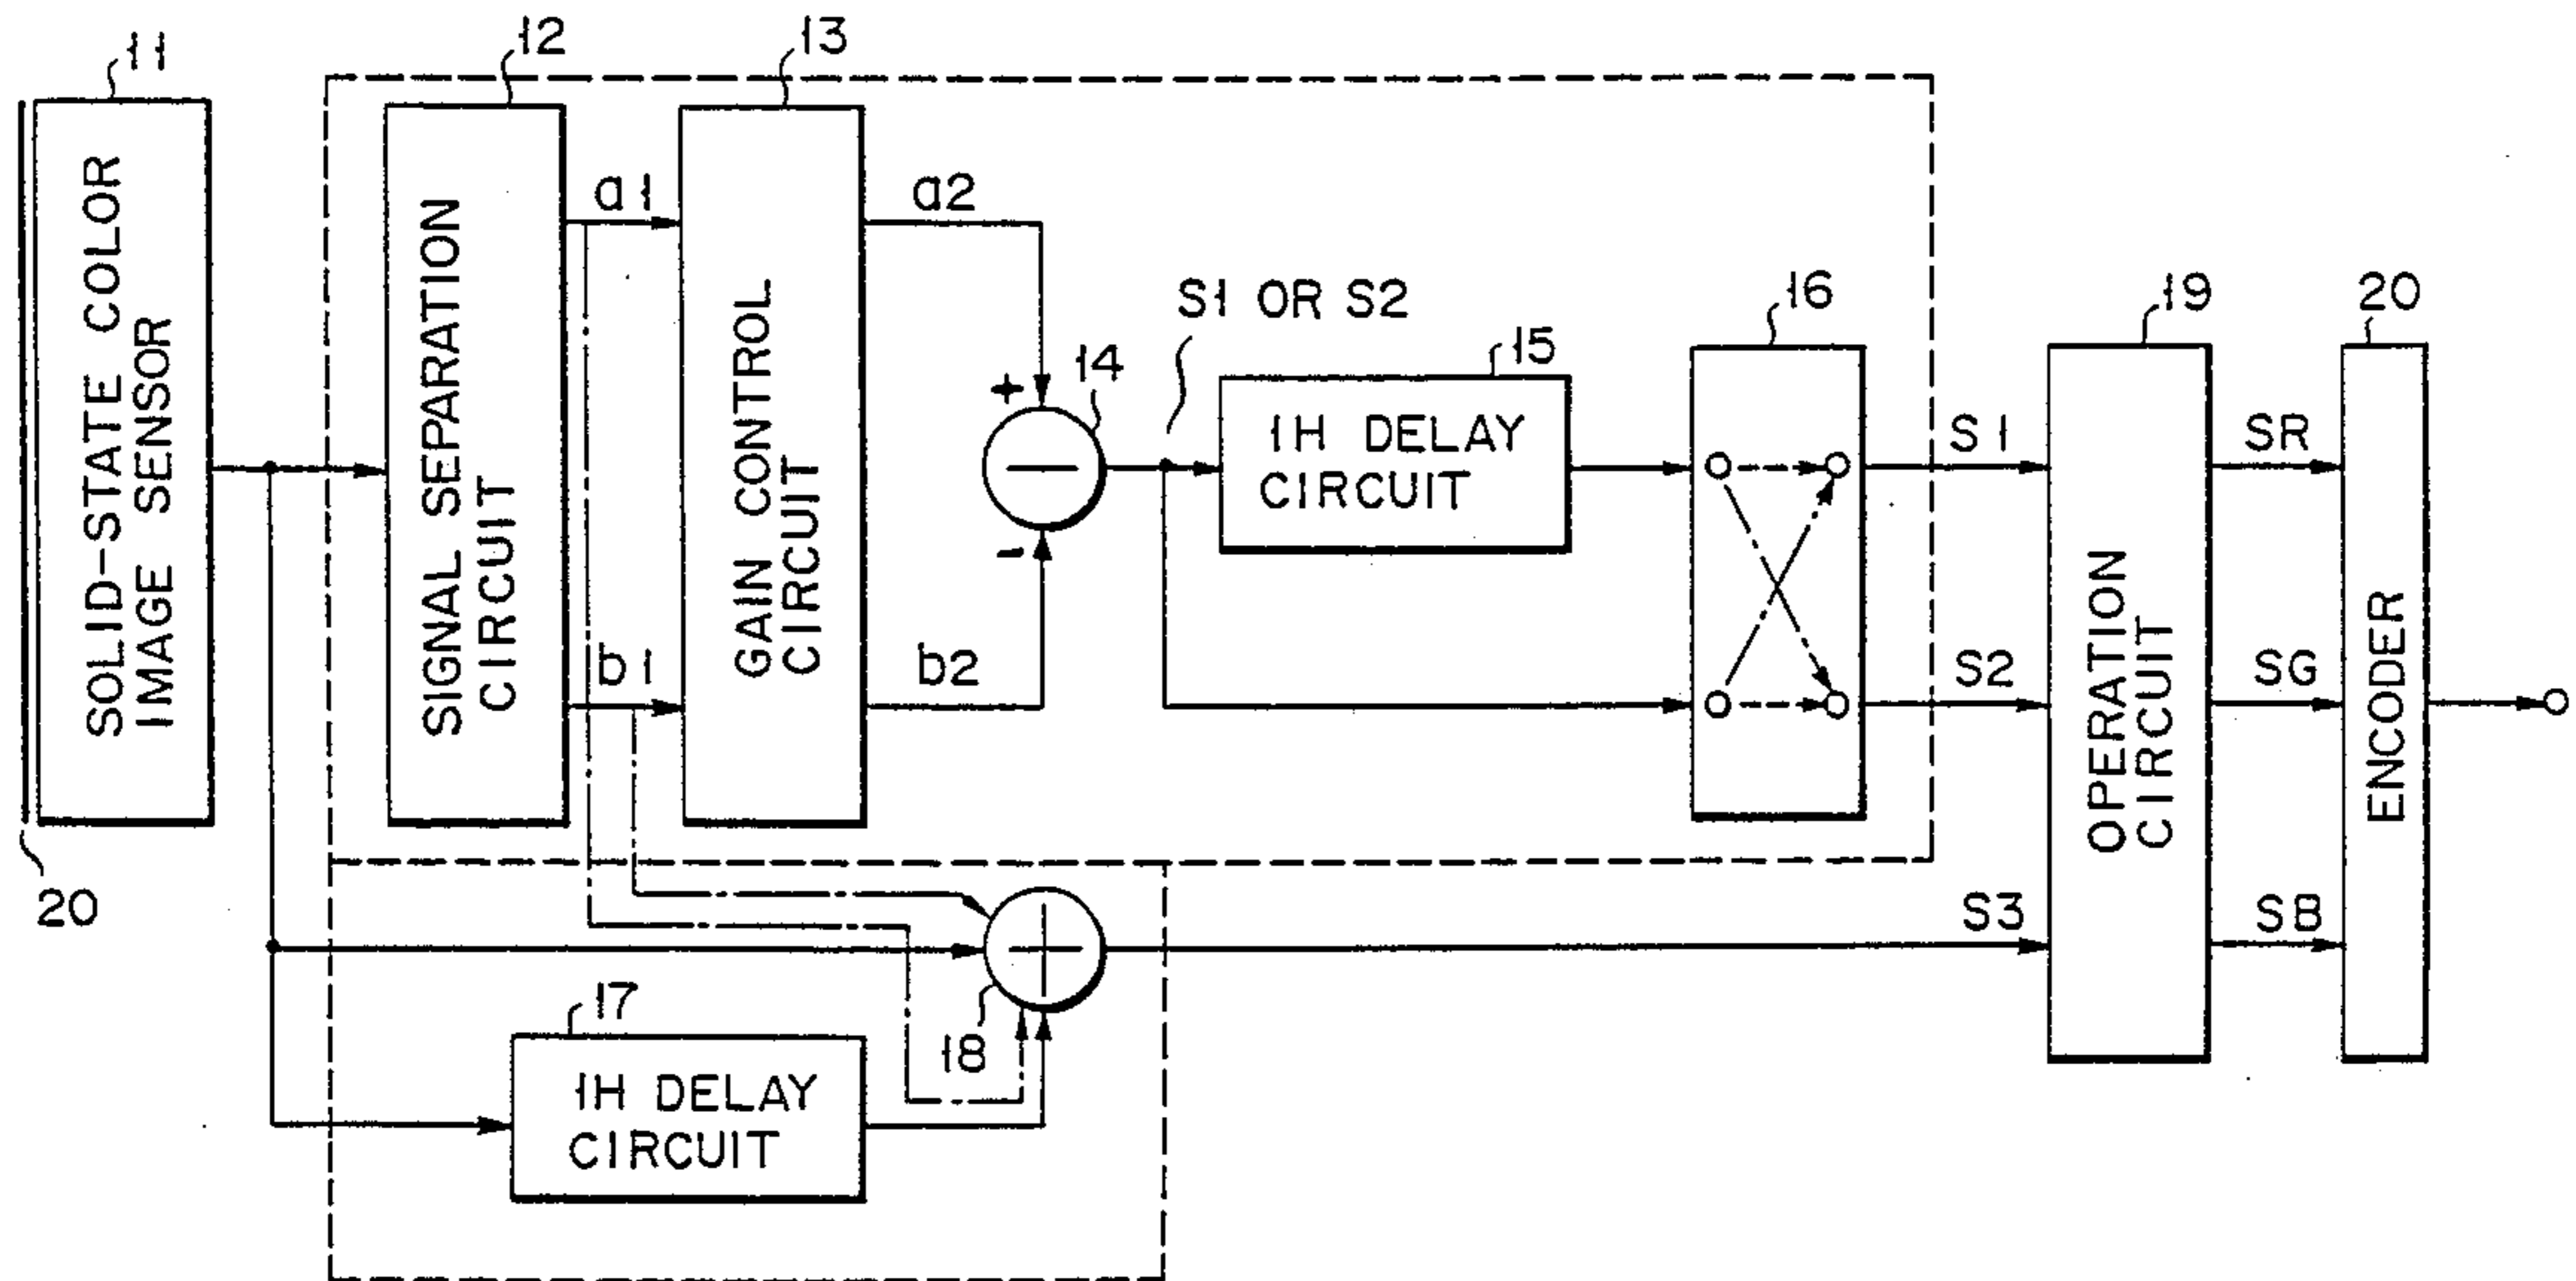 11
12
13
SOLID-STATE COLOR
IMAGE SENSOR
20
SIGNAL SEPARATION
CIRCUIT
a1
b1
GAIN CONTROL
CIRCUIT
a2
b2
+
-
14
S1 OR S2
15
1H DELAY
CIRCUIT
16
S1
S2
S3
19
OPERATION
CIRCUIT
SR
SG
SB
20
ENCODER
17
1H DELAY
CIRCUIT
18